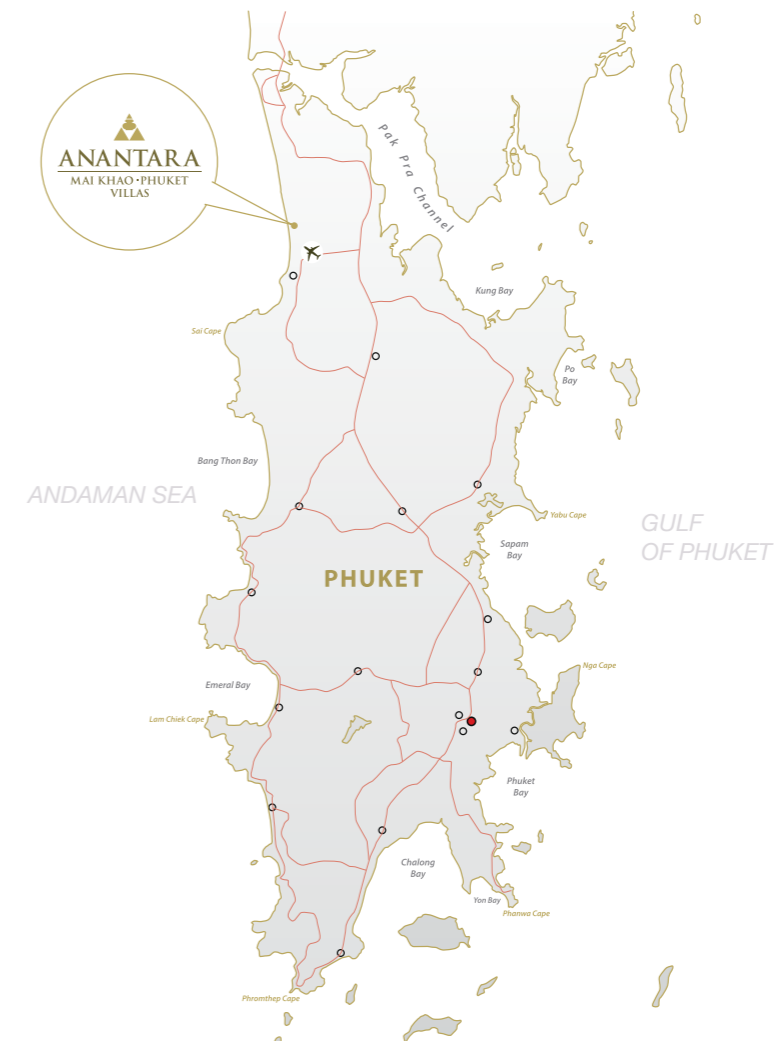 ANANTARA
MAI KHAO•PHUKET
VILLAS
Pak Pra Channel
Kung Bay
Sai Cape
Po
Bay
Bang Thon Bay
ANDAMAN SEA
Yabu Cape
GULF
OF PHUKET
Sapam
Bay
PHUKET
Nga Cape
Emeral Bay
Lam Chiek Cape
Phuket
Bay
Chalong
Bay
Yon Bay
Phanwa Cape
Phromthep Cape